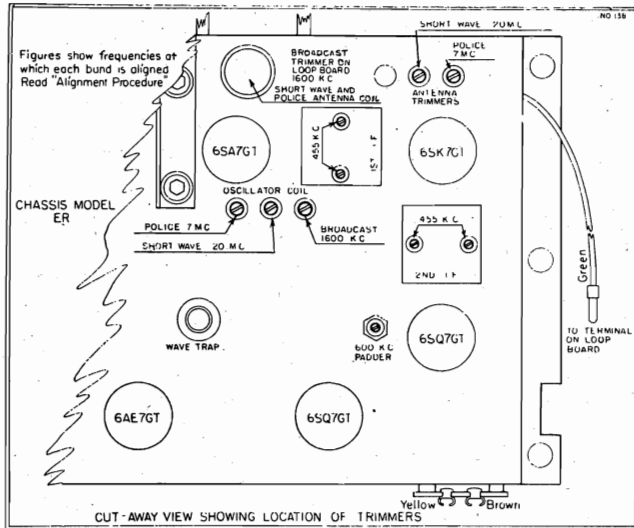 NO 138
SHORT WAVE 20 MC
POLICE
7 MC
Figures show frequencies at
which each band is aligned
Read "Alignment Procedure"
BROADCAST
TRIMMER ON
LOOP BOARD
1600 KC
SHORT WAVE AND
POLICE ANTENNA COIL
ANTENNA
TRIMMERS
6SA7GT
455 KC
1ST I F
6SK7GT
CHASSIS MODEL
ER
OSCILLATOR COIL
POLICE 7 MC
SHORT WAVE 20 MC
BROADCAST
1600 KC
455 KC
2ND I F
Green
TO TERMINAL
ON LOOP
BOARD
WAVE TRAP
600 KC
PADDER
6SQ7GT
6AE7GT
6SQ7GT
Yellow
Brown
CUT-AWAY VIEW SHOWING LOCATION OF TRIMMERS